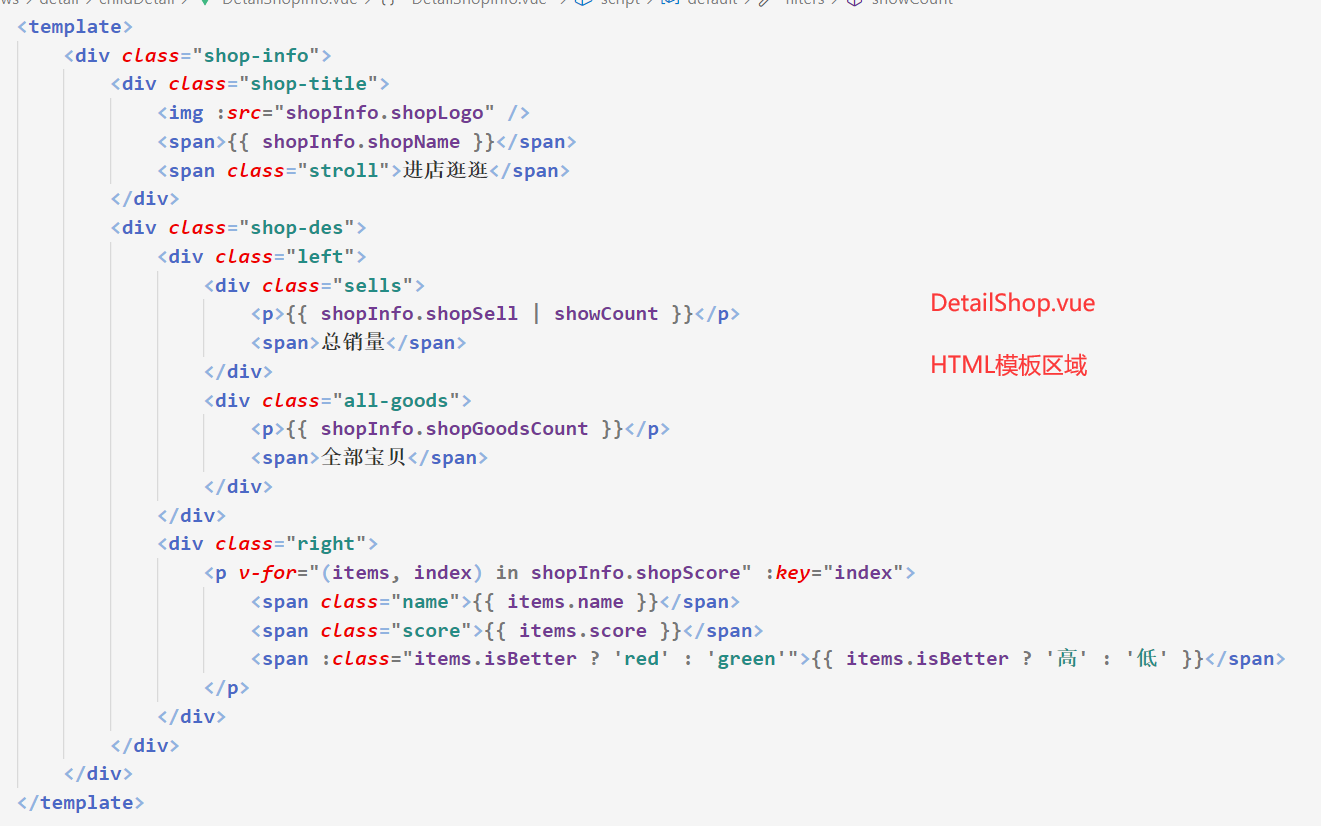 ws > detail > childDetail > DetailShopInfo.vue > {} "DetailShopInfo.vue" > script > default > filters > showCount
<template>
<div class="shop-info">
<div class="shop-title">
<img :src="shopInfo.shopLogo" />
<span>{{ shopInfo.shopName }}</span>
<span class="stroll">进店逛逛</span>
</div>
<div class="shop-des">
<div class="left">
<div class="sells">
<p>{{ shopInfo.shopSell | showCount }}</p>
<span>总销量</span>
</div>
<div class="all-goods">
<p>{{ shopInfo.shopGoodsCount }}</p>
<span>全部宝贝</span>
</div>
</div>
<div class="right">
<p v-for="(items, index) in shopInfo.shopScore" :key="index">
<span class="name">{{ items.name }}</span>
<span class="score">{{ items.score }}</span>
<span :class="items.isBetter ? 'red' : 'green'">{{ items.isBetter ? '高' : '低' }}</span>
</p>
</div>
</div>
</div>
</template>
DetailShop.vue
HTML模板区域